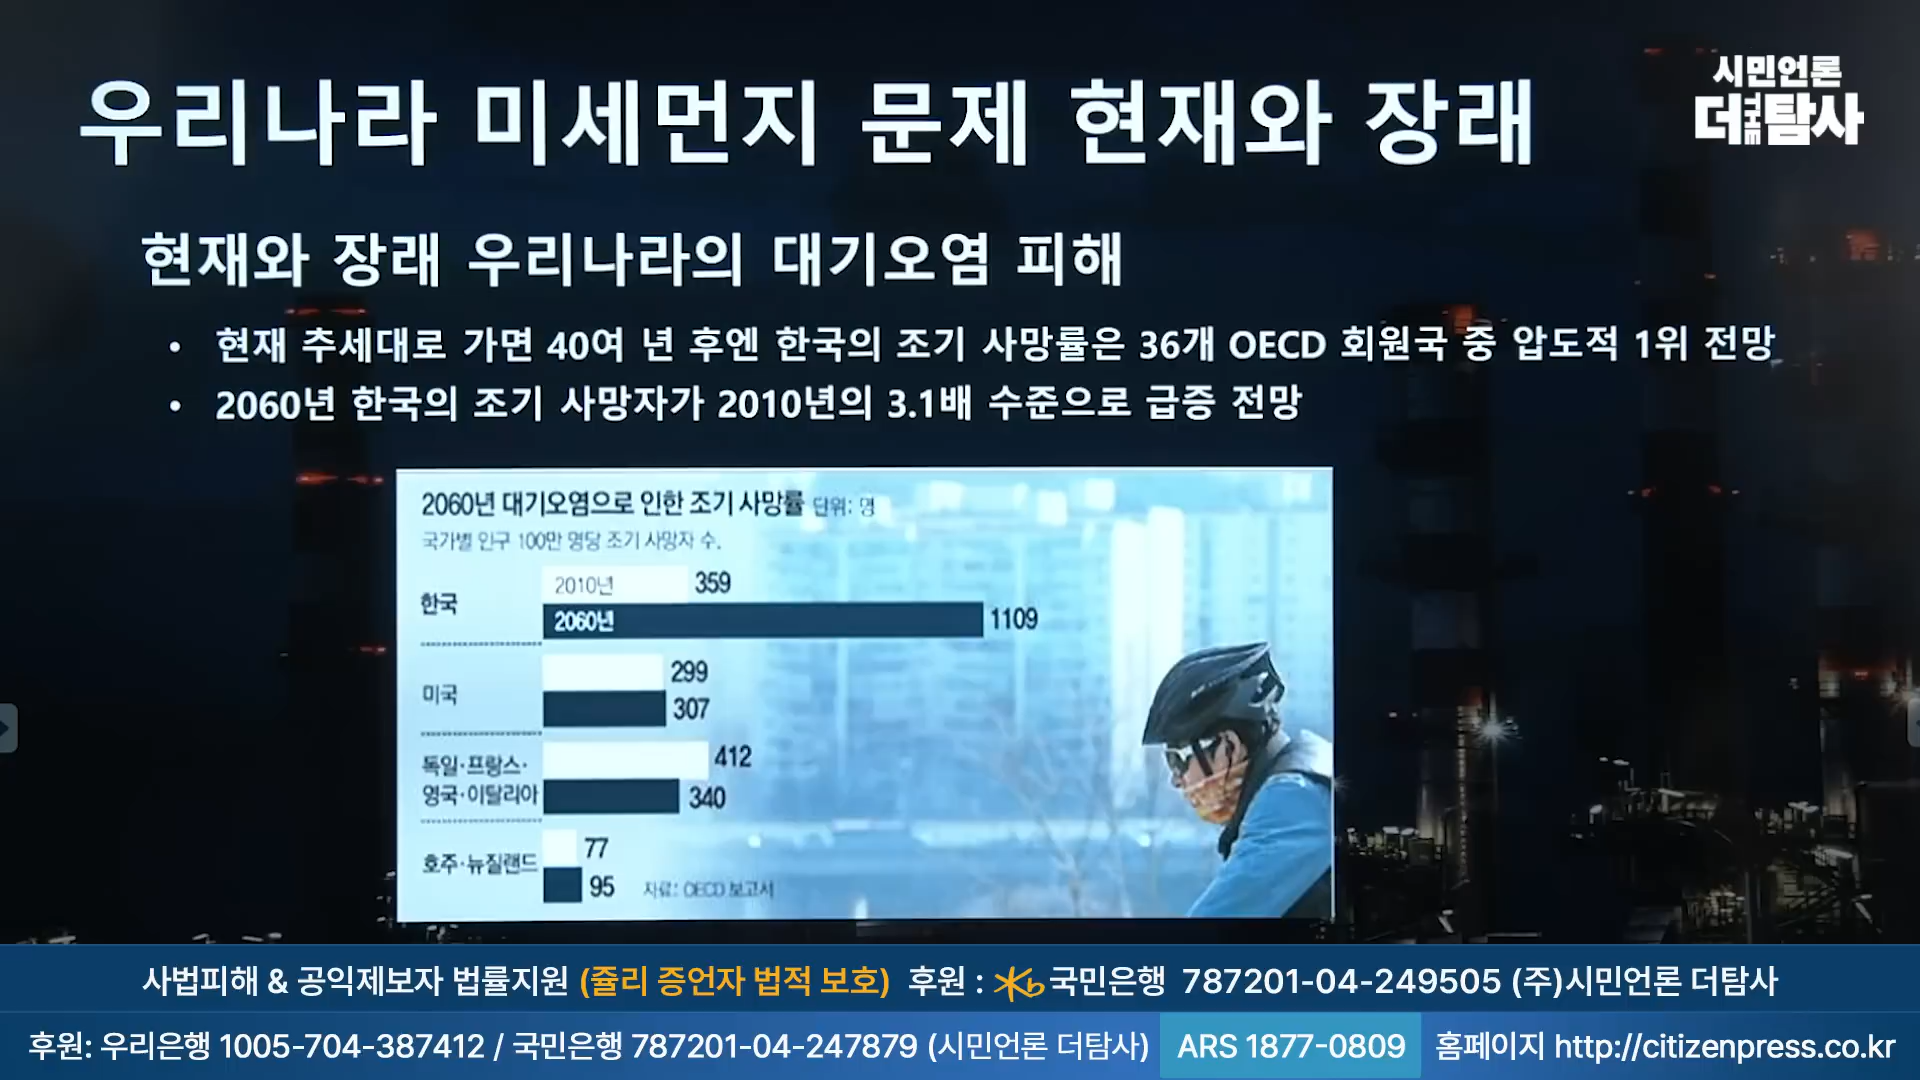 우리나라 미세먼지 문제 현재와 장래
시민언론
더탐사
현재와 장래 우리나라의 대기오염 피해
• 현재 추세대로 가면 40여 년 후엔 한국의 조기 사망률은 36개 OECD 회원국 중 압도적 1위 전망
• 2060년 한국의 조기 사망자가 2010년의 3.1배 수준으로 급증 전망
2060년 대기오염으로 인한 조기 사망률 단위: 명
국가별 인구 100만 명당 조기 사망자 수.
한국
2010년 359
2060년 1109
미국
299
307
독일·프랑스·
영국·이탈리아
412
340
호주·뉴질랜드
77
95
자료: OECD 보고서
사법피해 & 공익제보자 법률지원 (쥴리 증언자 법적 보호) 후원 : 국민은행 787201-04-249505 (주)시민언론 더탐사
후원: 우리은행 1005-704-387412 / 국민은행 787201-04-247879 (시민언론 더탐사) ARS 1877-0809 홈페이지 http://citizenpress.co.kr